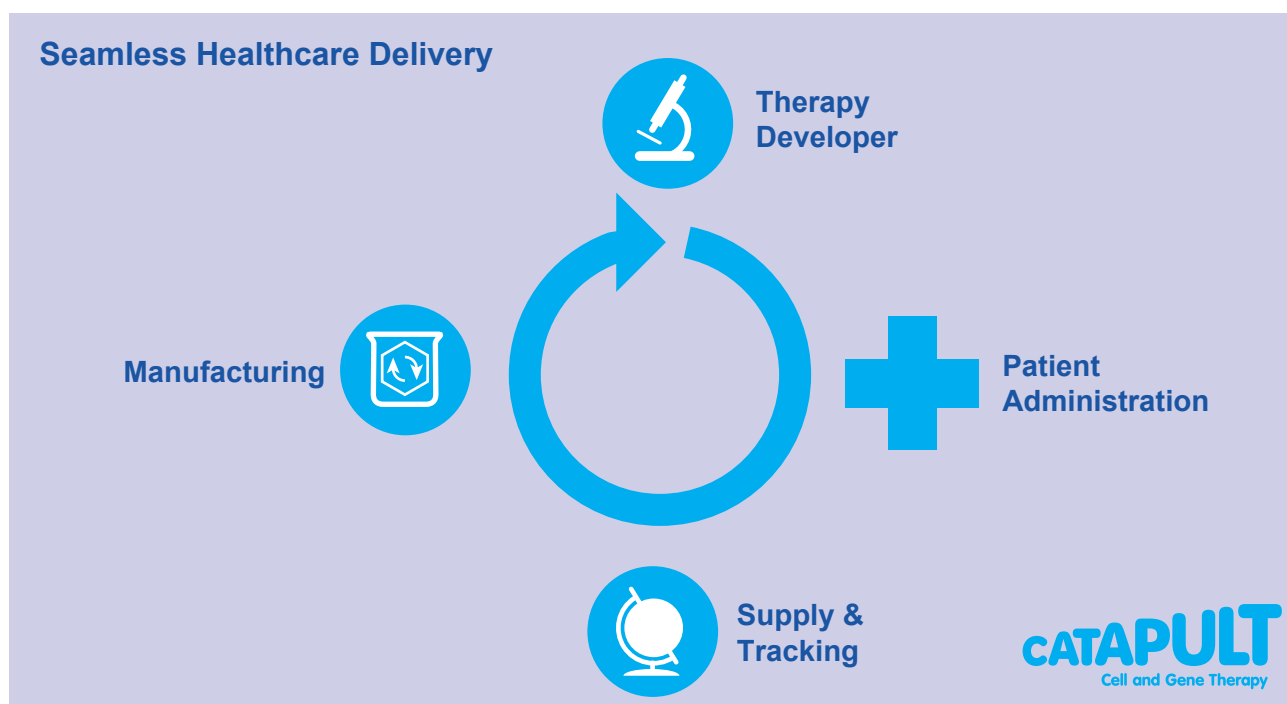 Seamless Healthcare Delivery
Therapy
Developer
Manufacturing
Patient
Administration
Supply &
Tracking
CATAPULT
Cell and Gene Therapy